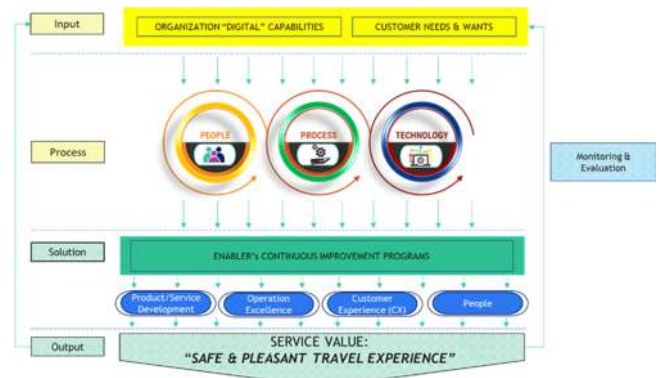 Input
ORGANIZATION “DIGITAL” CAPABILITIES
CUSTOMER NEEDS & WANTS
Process
PEOPLE
PROCESS
TECHNOLOGY
Monitoring &
Evaluation
Solution
ENABLER's CONTINUOUS IMPROVEMENT PROGRAMS
Product/Service
Development
Operation
Excellence
Customer
Experience (CX)
People
Output
SERVICE VALUE:
“SAFE & PLEASANT TRAVEL EXPERIENCE”